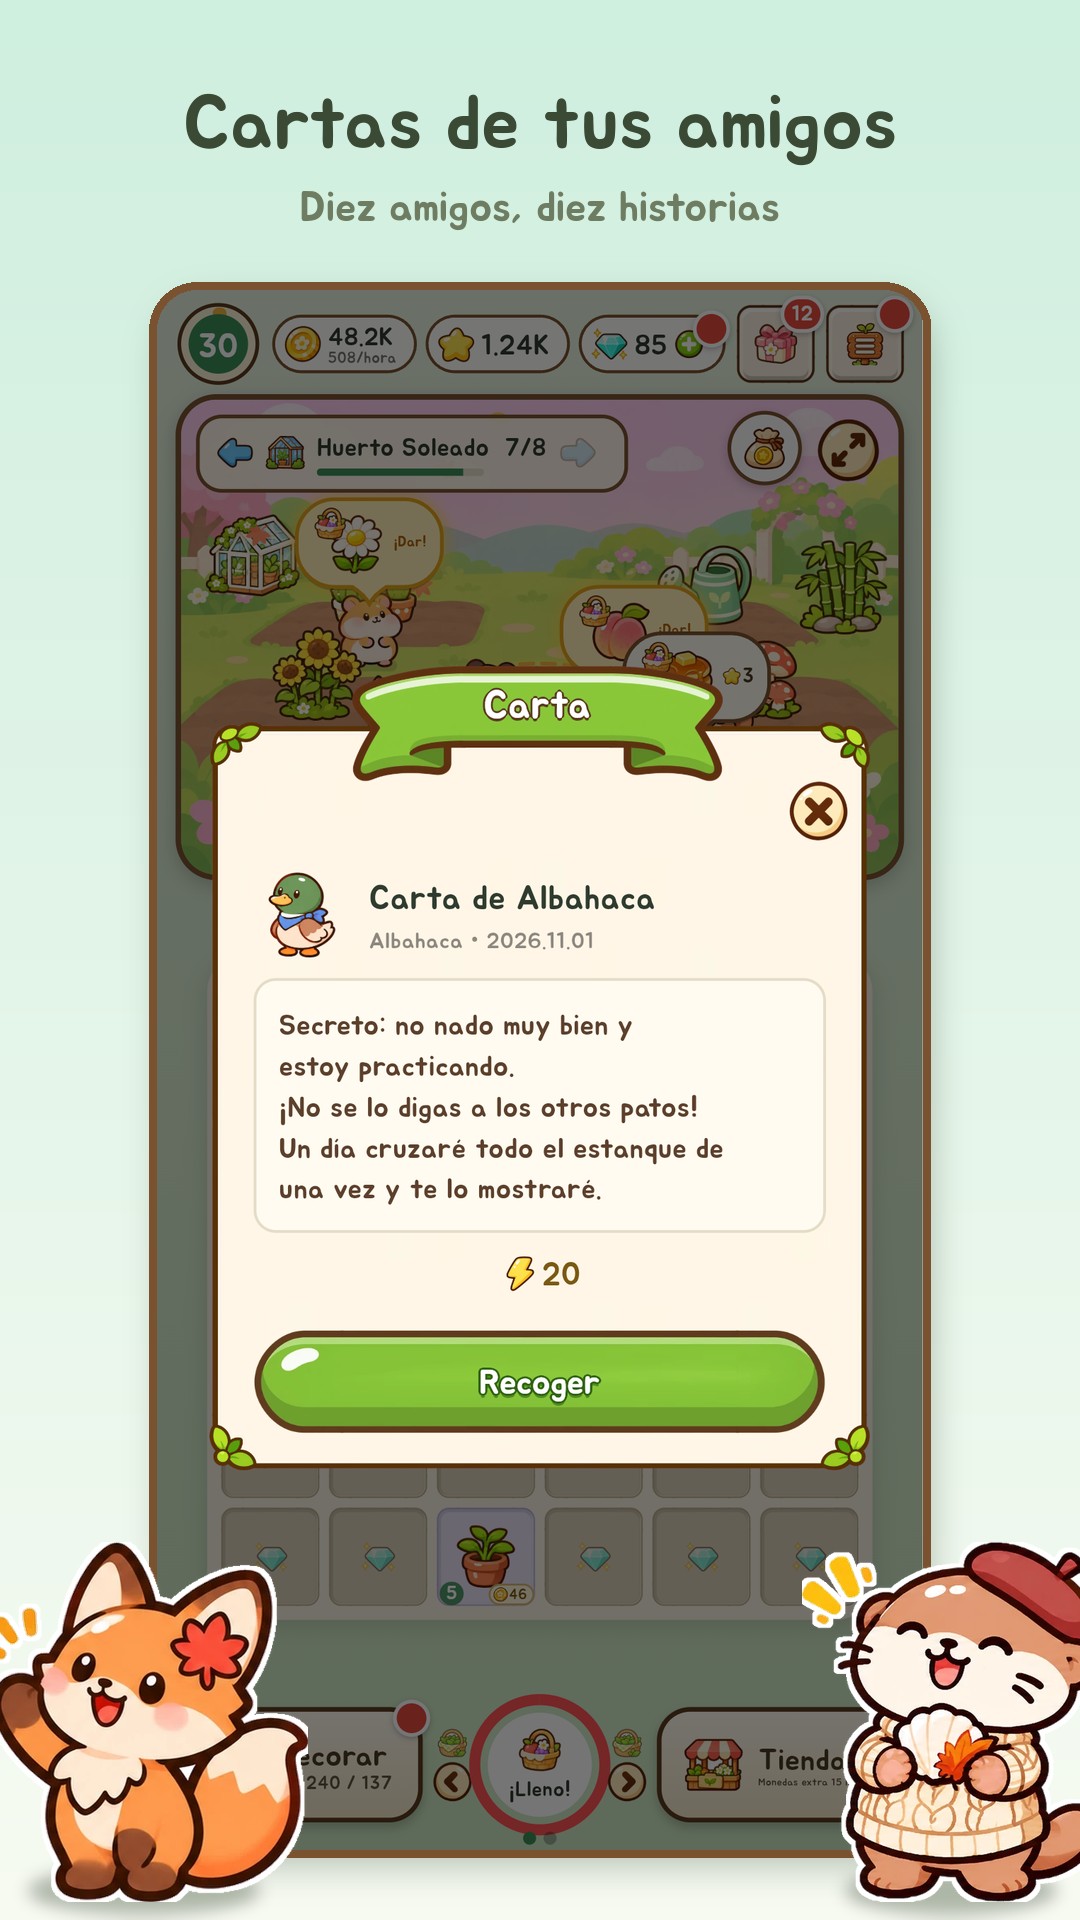 Cartas de tus amigos
Diez amigos, diez historias
30
48.2K
508/hora
1.24K
85
12
Huerto Soleado 7/8
¡Dar!
¡Dar!
3
Carta
Carta de Albahaca
Albahaca • 2026.11.01
Secreto: no nado muy bien y
estoy practicando.
¡No se lo digas a los otros patos!
Un día cruzaré todo el estanque de
una vez y te lo mostraré.
20
Recoger
5
46
ecorar
240 / 137
¡Lleno!
Tienda
Monedas extra 15